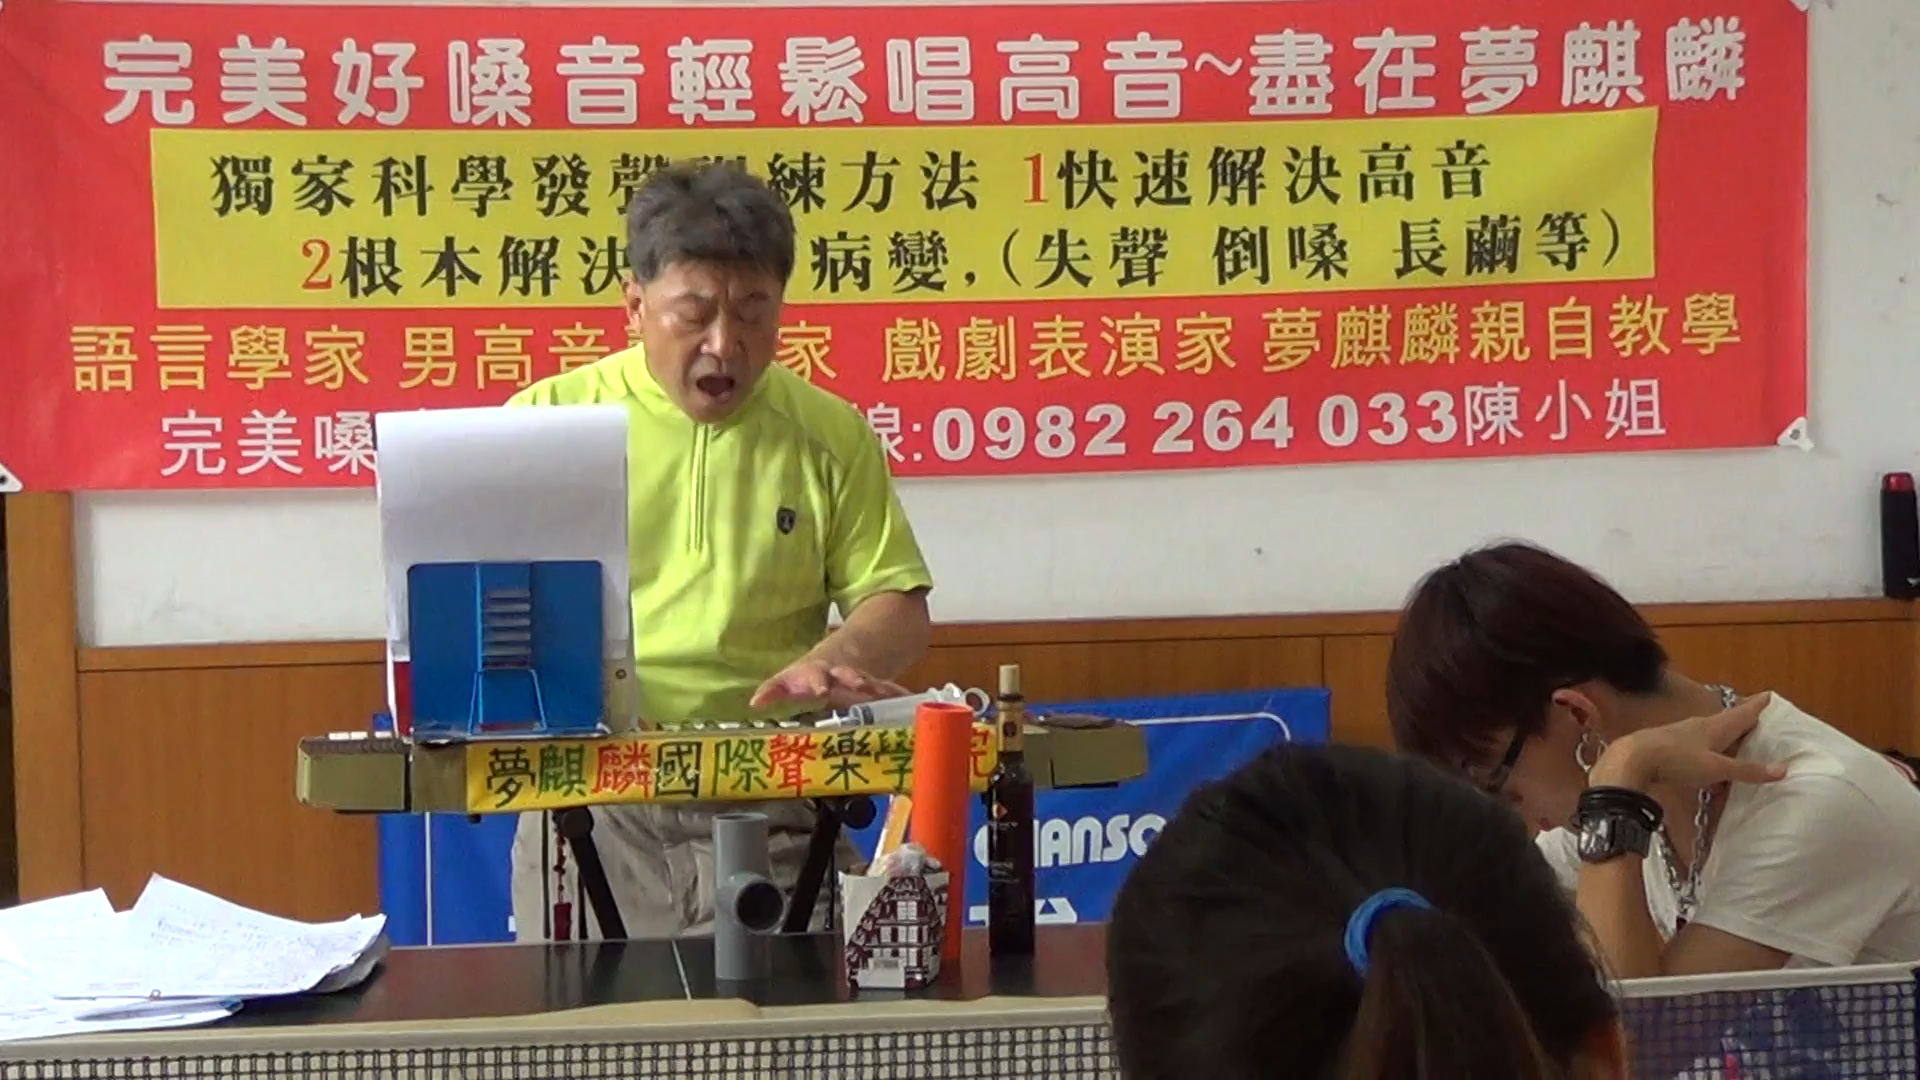 完美好嗓音輕鬆唱高音~盡在夢麒麟
獨家科學發聲 練方法 1快速解決高音
2根本解決 病變,(失聲 倒嗓 長繭等)
語言學家 男高音 家 戲劇表演家 夢麒麟親自教學
完美嗓 線:0982 264 033陳小姐
夢麒麟國際聲樂學院